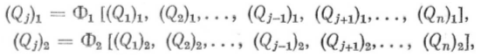 (Q_j)_1 = Φ_1 [(Q_1)_1, (Q_2)_1, . . . , (Q_{j−1})_1, (Q_{j+1})_1, . . . , (Q_n)_1],
(Q_j)_2 = Φ_2 [(Q_1)_2, (Q_2)_2, . . . , (Q_{j−1})_2, (Q_{j+1})_2, . . . , (Q_n)_2],